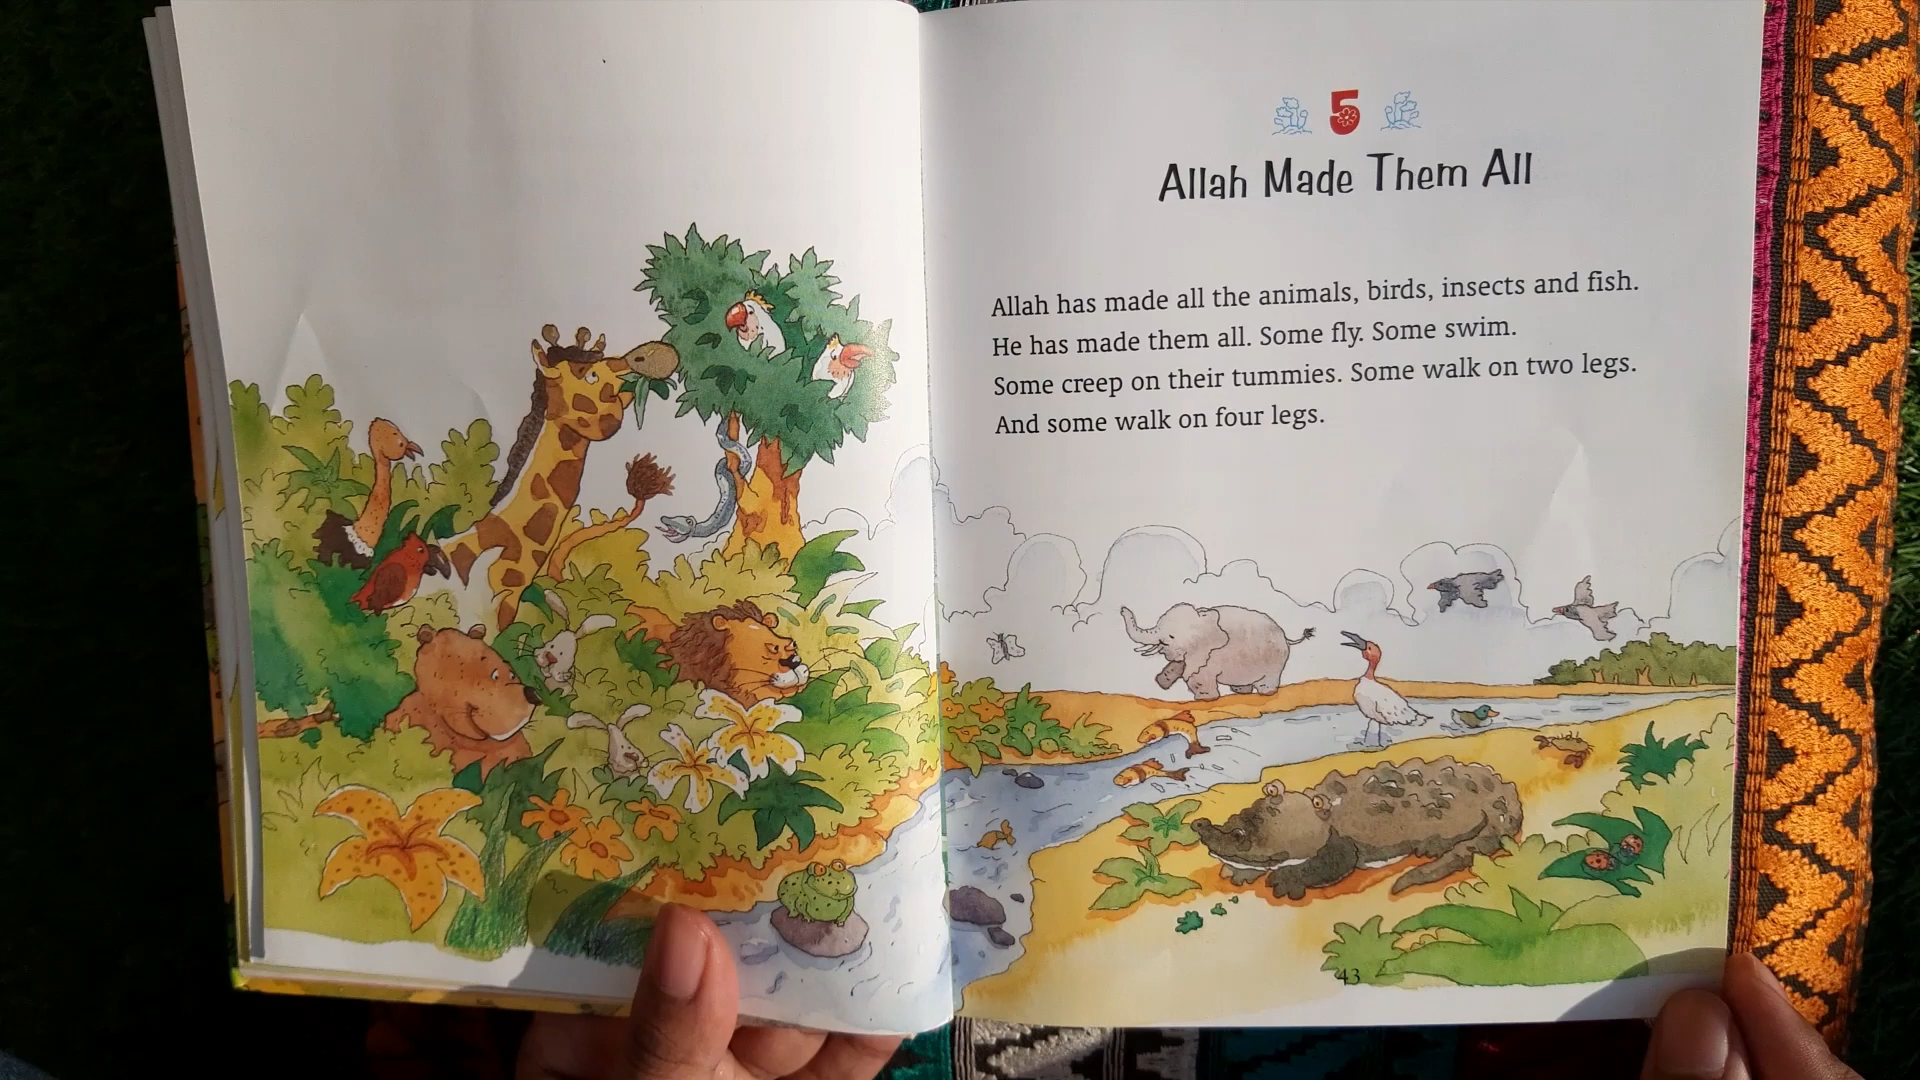 5
Allah Made Them All
Allah has made all the animals, birds, insects and fish.
He has made them all. Some fly. Some swim.
Some creep on their tummies. Some walk on two legs.
And some walk on four legs.
42
43